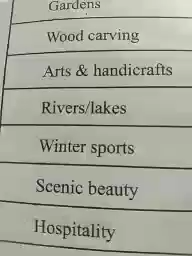 Gardens
Wood carving
Arts & handicrafts
Rivers/lakes
Winter sports
Scenic beauty
Hospitality